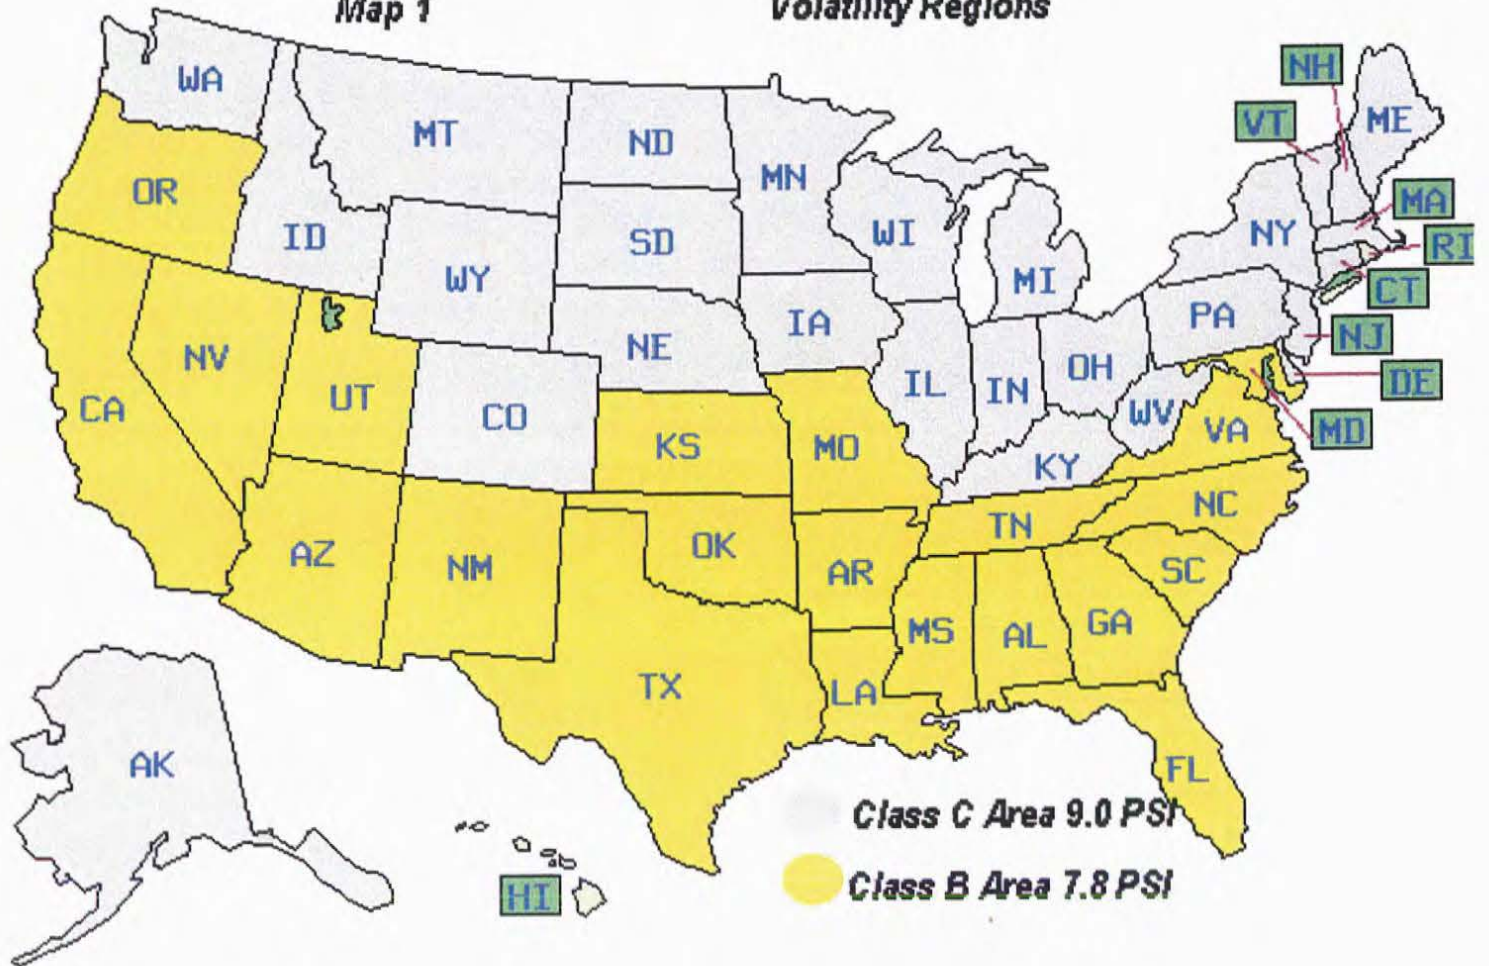 Map 1
Volatility Regions
NH
WA
ME
VT
MT
ND
MN
OR
MA
WI
NY
ID
SD
RI
WY
MI
CT
IA
PA
NJ
NE
NV
OH
UT
IL
IN
DE
CA
CO
WV
VA
MD
KS
MO
KY
NC
TN
AZ
OK
NM
AR
SC
GA
MS
AL
TX
LA
AK
FL
Class C Area 9.0 PSI
Class B Area 7.8 PSI
HI